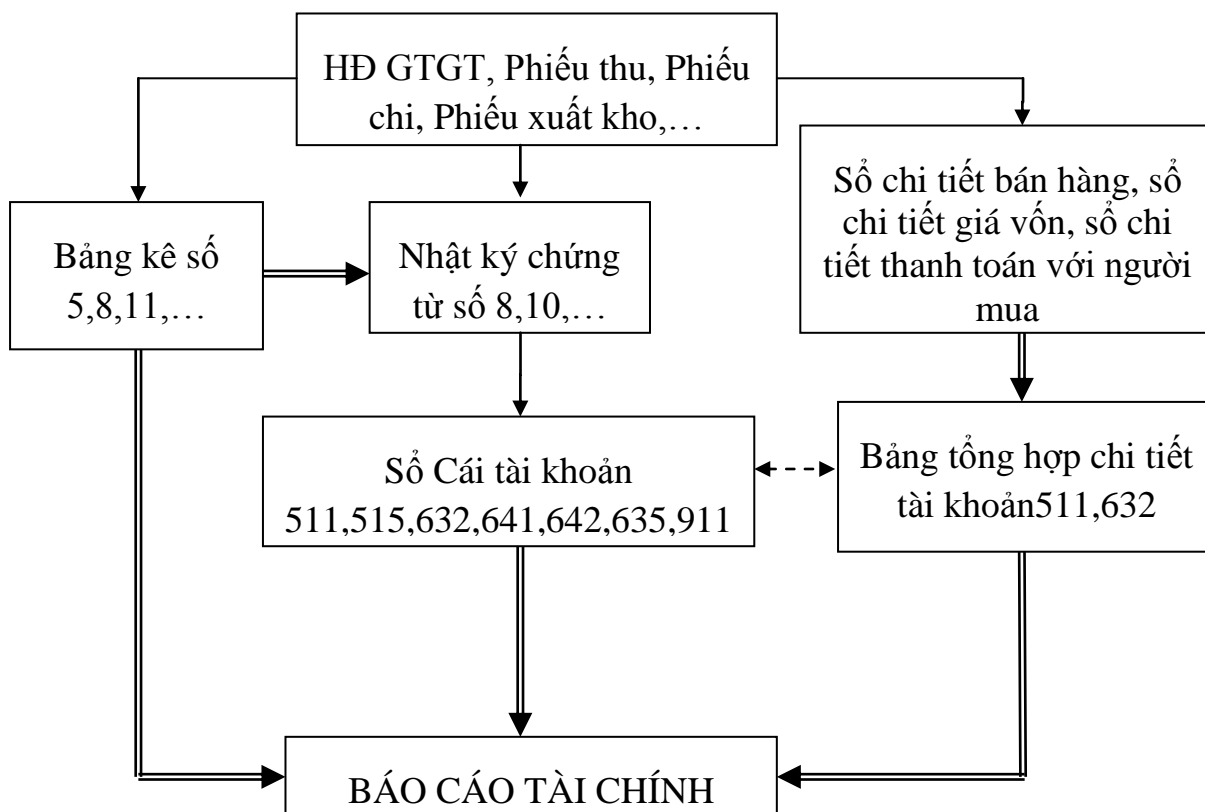 HĐ GTGT, Phiếu thu, Phiếu
chi, Phiếu xuất kho,…
Bảng kê số
5,8,11,…
Nhật ký chứng
từ số 8,10,…
Sổ chi tiết bán hàng, sổ
chi tiết giá vốn, sổ chi
tiết thanh toán với người
mua
Sổ Cái tài khoản
511,515,632,641,642,635,911
Bảng tổng hợp chi tiết
tài khoản511,632
BÁO CÁO TÀI CHÍNH